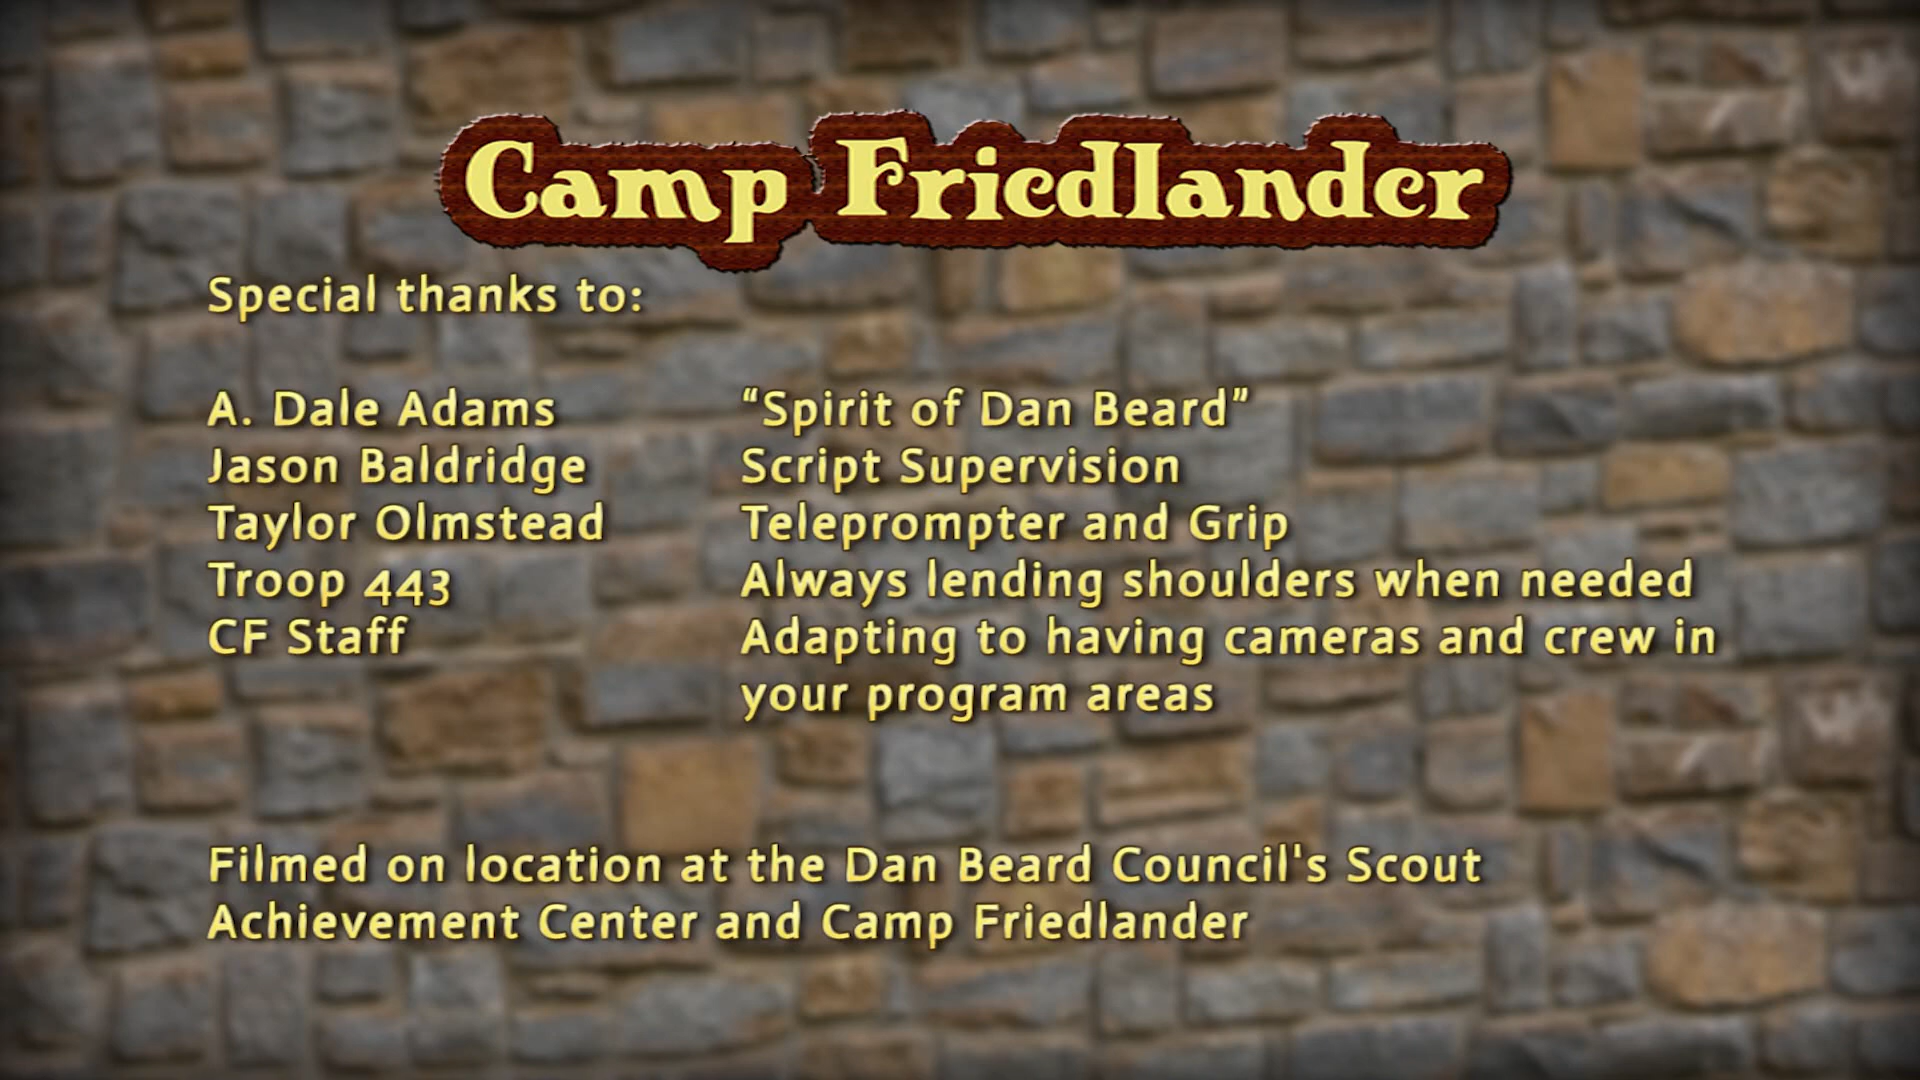 Camp Friedlander
Special thanks to:
A. Dale Adams "Spirit of Dan Beard"
Jason Baldridge Script Supervision
Taylor Olmstead Teleprompter and Grip
Troop 443 Always lending shoulders when needed
CF Staff Adapting to having cameras and crew in
your program areas
Filmed on location at the Dan Beard Council's Scout
Achievement Center and Camp Friedlander